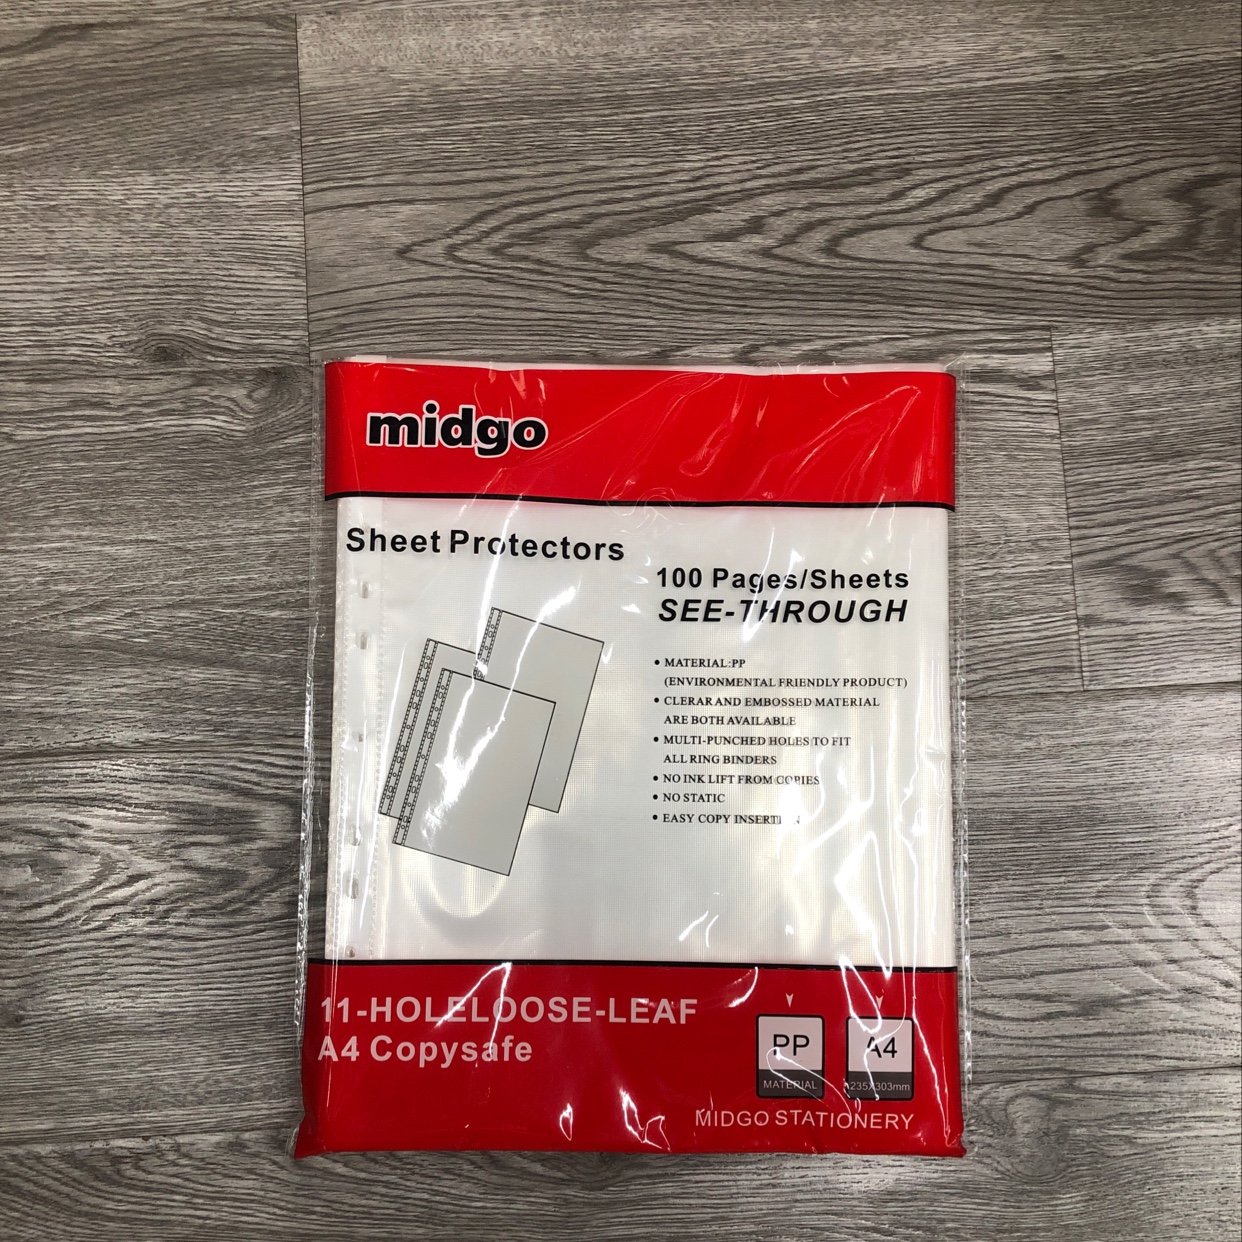 midgo
Sheet Protectors
100 Pages/Sheets
SEE-THROUGH
• MATERIAL:PP
(ENVIRONMENTAL FRIENDLY PRODUCT)
• CLERAR AND EMBOSSED MATERIAL
ARE BOTH AVAILABLE
• MULTI-PUNCHED HOLES TO FIT
ALL RING BINDERS
• NO INK LIFT FROM COPIES
• NO STATIC
• EASY COPY INSERTION
11-HOLELOOSE-LEAF
A4 Copysafe
PP
MATERIAL
A4
235X303mm
MIDGO STATIONERY